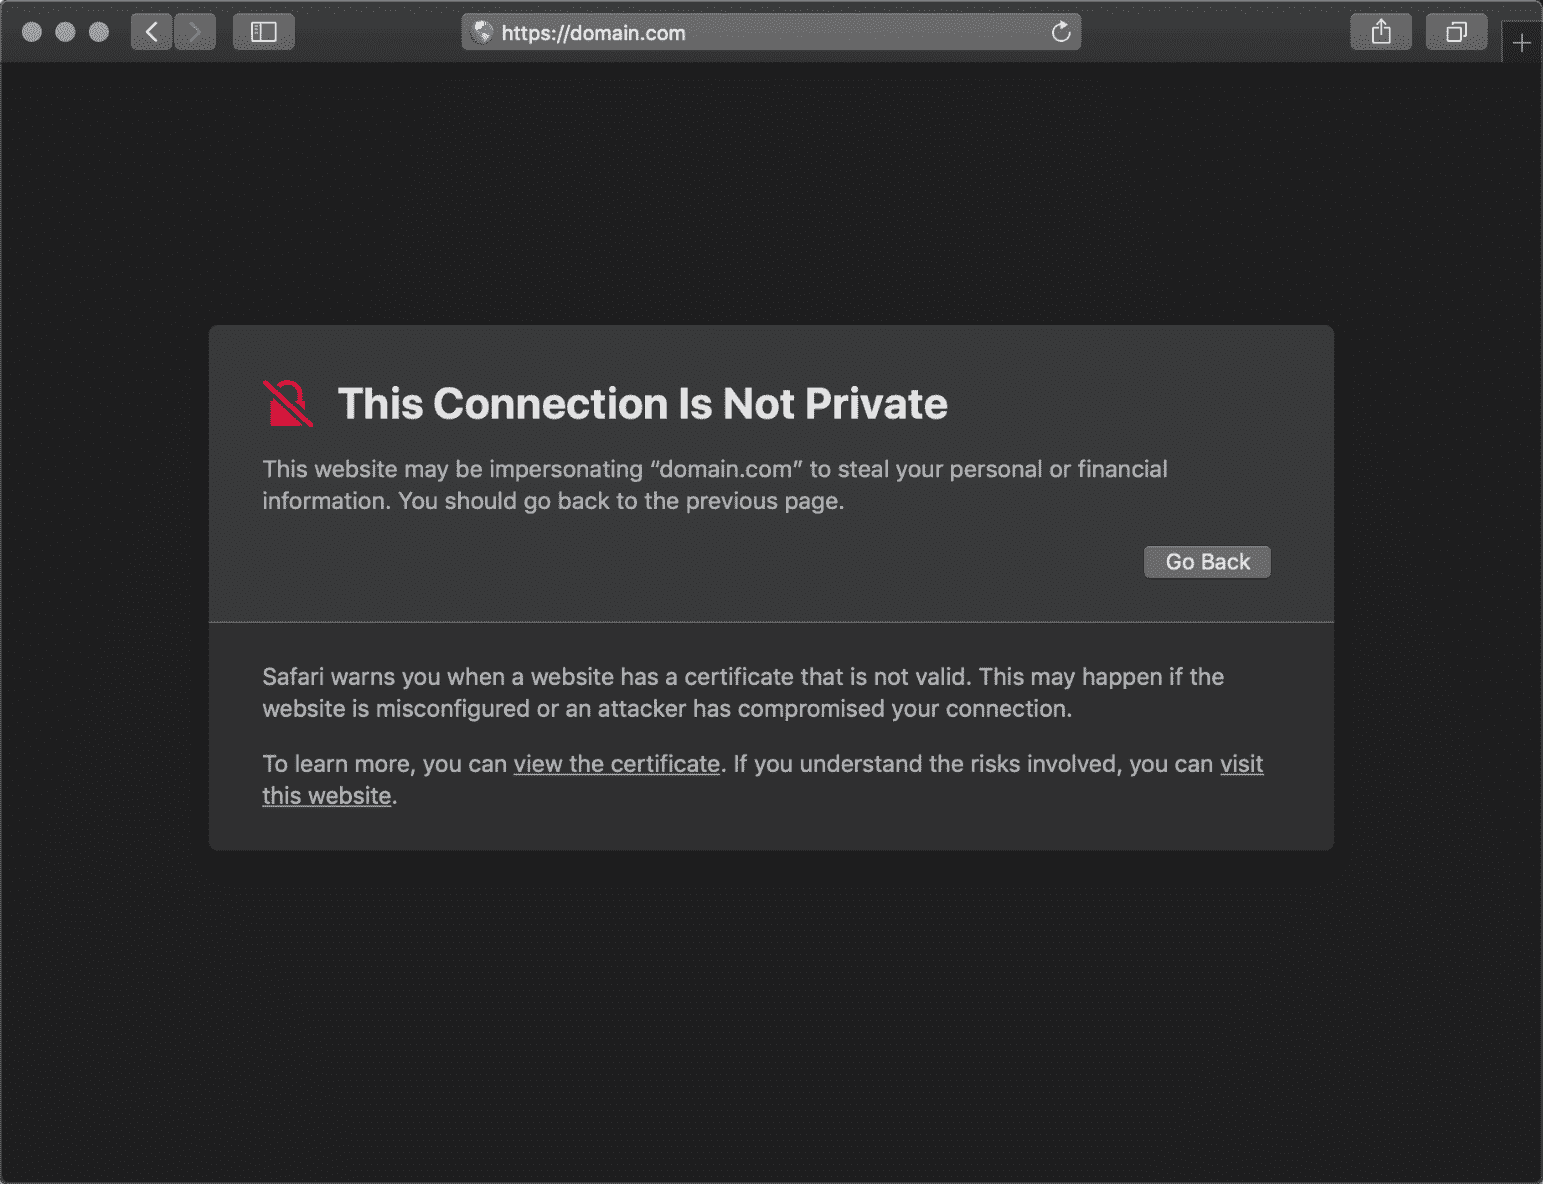 https://domain.com
This Connection Is Not Private
This website may be impersonating “domain.com” to steal your personal or financial
information. You should go back to the previous page.
Go Back
Safari warns you when a website has a certificate that is not valid. This may happen if the
website is misconfigured or an attacker has compromised your connection.
To learn more, you can view the certificate. If you understand the risks involved, you can visit
this website.